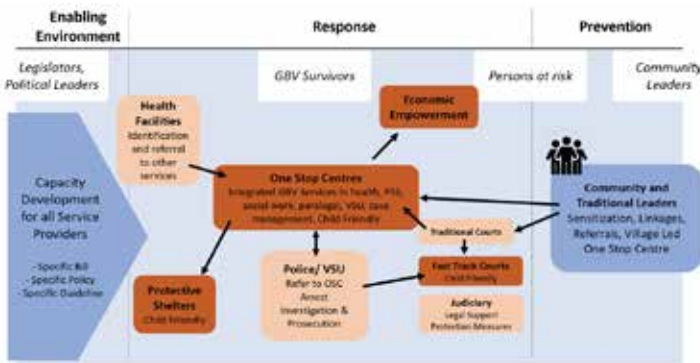 Enabling
Environment
Response
Prevention
Legislators,
Political Leaders
GBV Survivors
Persons at risk
Community
Leaders
Health
Facilities
Identification
and referral
to other
services
Economic
Empowerment
One Stop Centres
Integrated GBV Services in health, PSS,
social work, paralegal, VSU, case
management, Child Friendly
Capacity
Development
for all Service
Providers
- Specific Bill
- Specific Policy
- Specific Guideline
Community and
Traditional Leaders
Sensitization, Linkages,
Referrals, Village Led
One Stop Centre
Traditional Courts
Protective
Shelters
Child Friendly
Police/ VSU
Refer to OSC
Arrest
Investigation &
Prosecution
Fast Track Courts
Child Friendly
Judiciary
Legal Support
Protection Measures